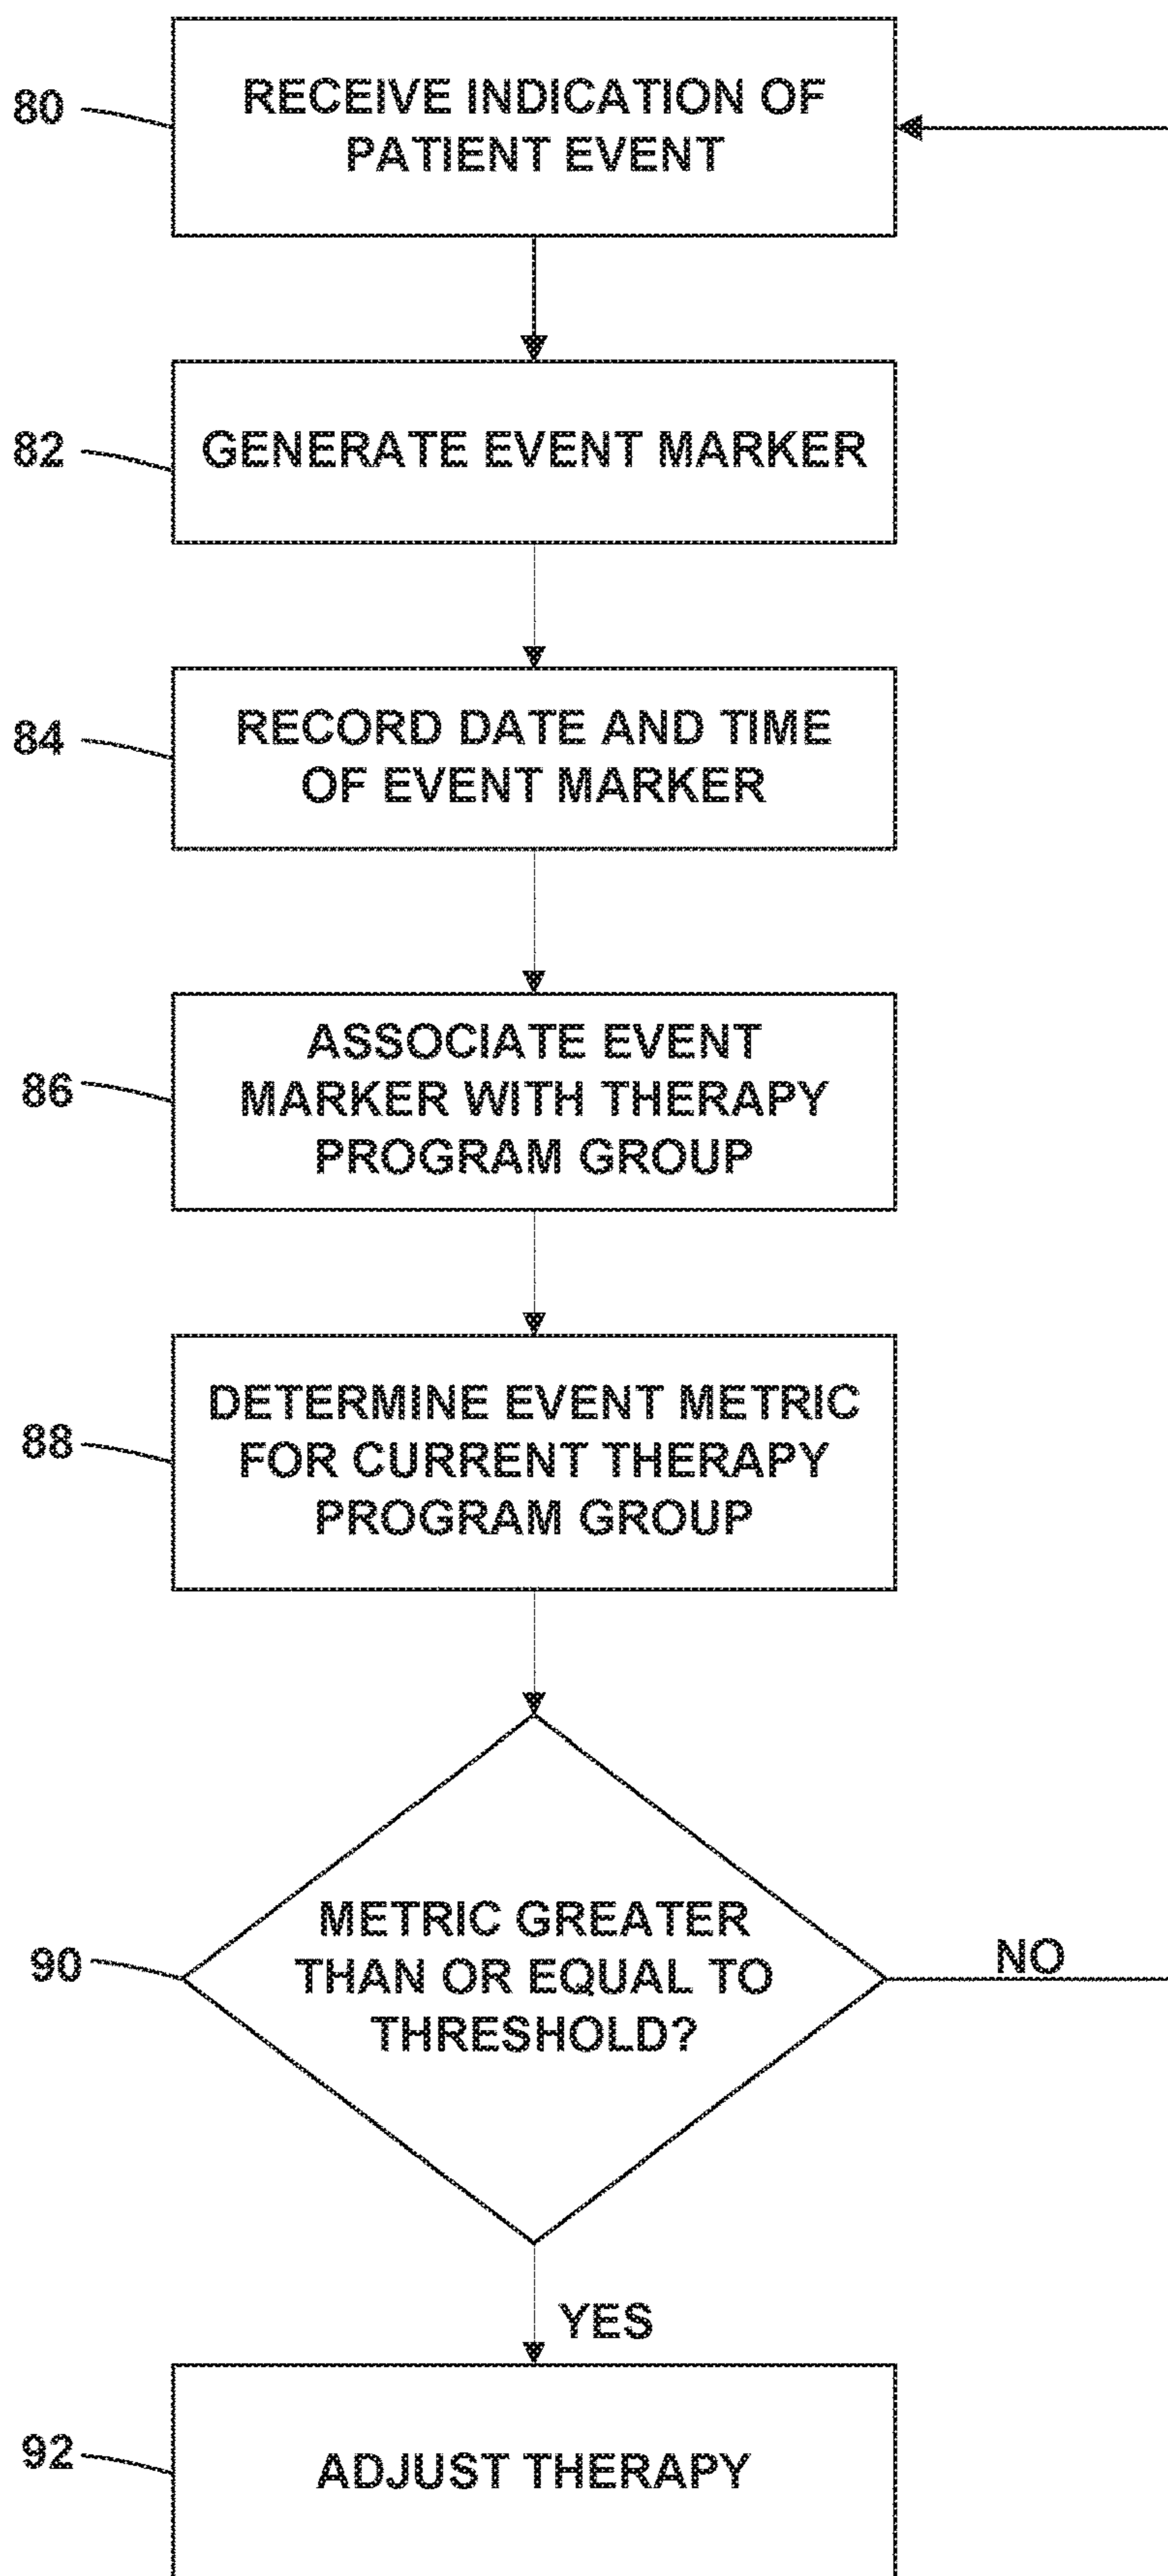 80
RECEIVE INDICATION OF
PATIENT EVENT
82
GENERATE EVENT MARKER
84
RECORD DATE AND TIME
OF EVENT MARKER
86
ASSOCIATE EVENT
MARKER WITH THERAPY
PROGRAM GROUP
88
DETERMINE EVENT METRIC
FOR CURRENT THERAPY
PROGRAM GROUP
90
METRIC GREATER
THAN OR EQUAL TO
THRESHOLD?
NO
YES
92
ADJUST THERAPY